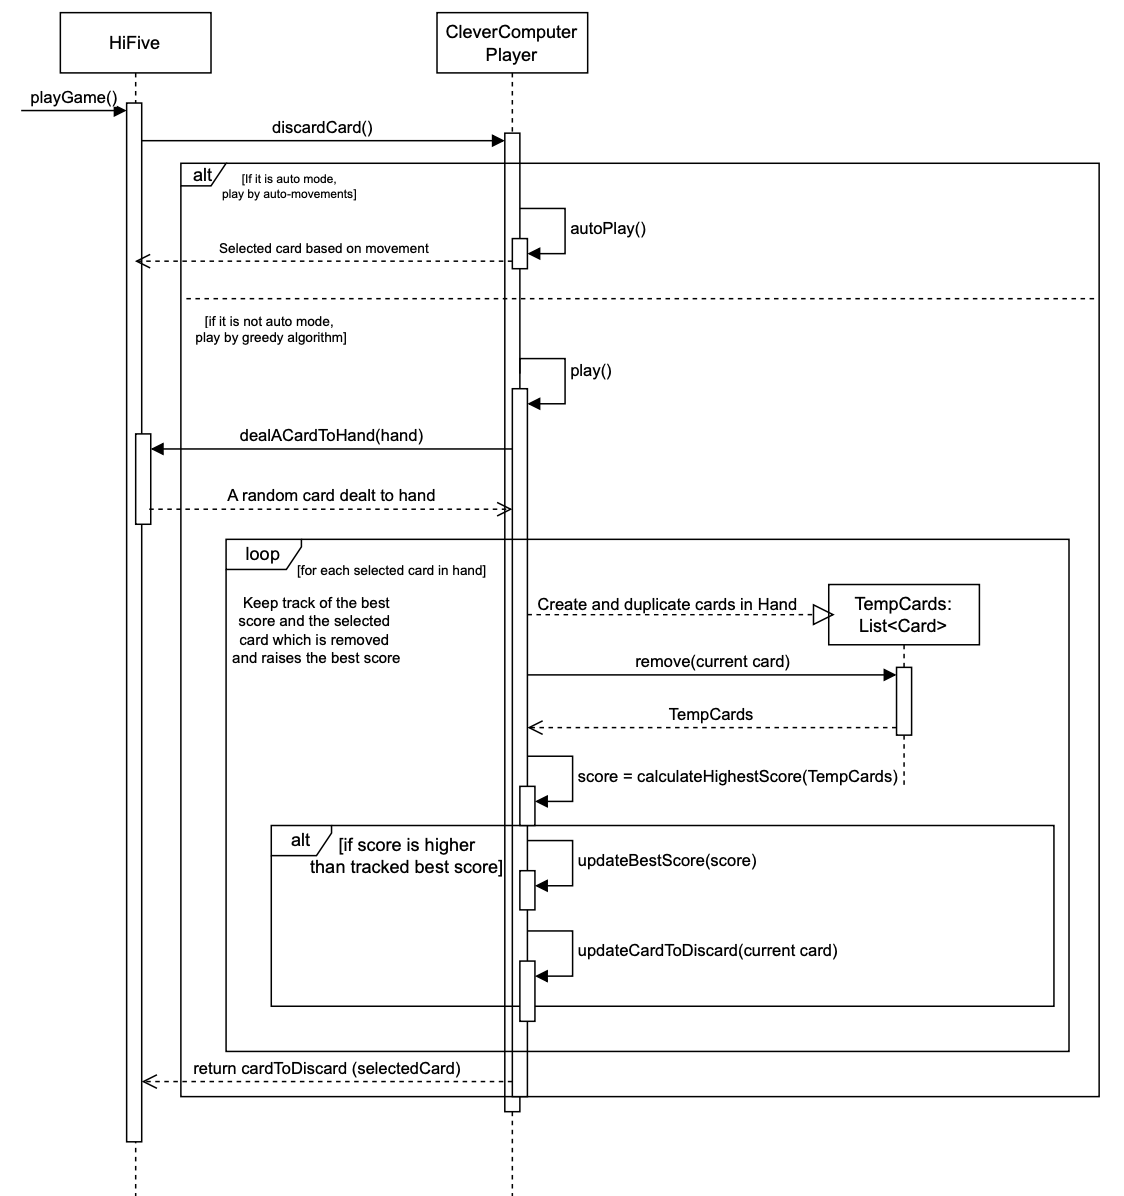 HiFive
CleverComputer
Player
playGame()
discardCard()
alt
[If it is auto mode,
play by auto-movements]
autoPlay()
Selected card based on movement
[if it is not auto mode,
play by greedy algorithm]
play()
dealACardToHand(hand)
A random card dealt to hand
loop
[for each selected card in hand]
Keep track of the best
score and the selected
card which is removed
and raises the best score
Create and duplicate cards in Hand
TempCards:
List<Card>
remove(current card)
TempCards
score = calculateHighestScore(TempCards)
alt
[if score is higher
than tracked best score]
updateBestScore(score)
updateCardToDiscard(current card)
return cardToDiscard (selectedCard)